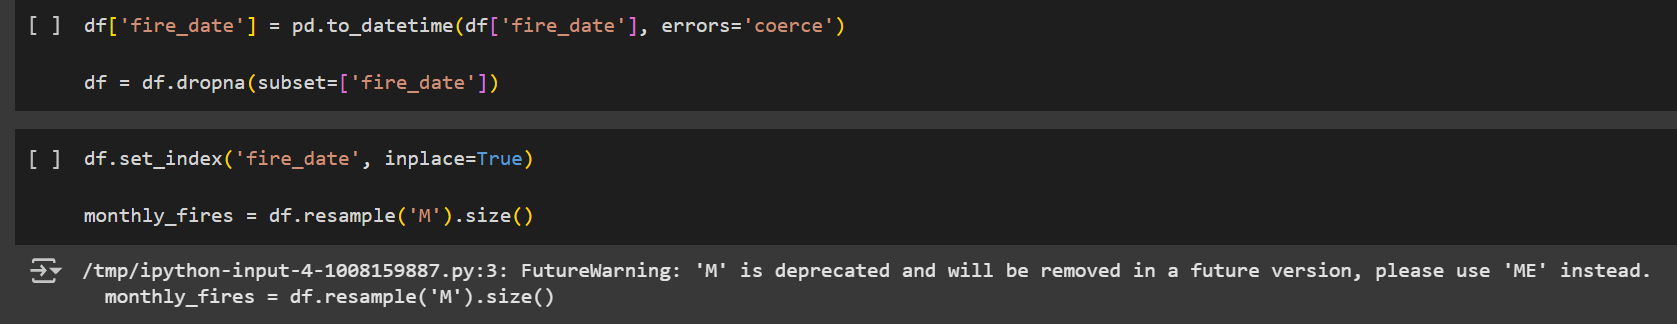 [ ] df['fire_date'] = pd.to_datetime(df['fire_date'], errors='coerce')
df = df.dropna(subset=['fire_date'])
[ ] df.set_index('fire_date', inplace=True)
monthly_fires = df.resample('M').size()
/tmp/ipython-input-4-1008159887.py:3: FutureWarning: 'M' is deprecated and will be removed in a future version, please use 'ME' instead.
monthly_fires = df.resample('M').size()